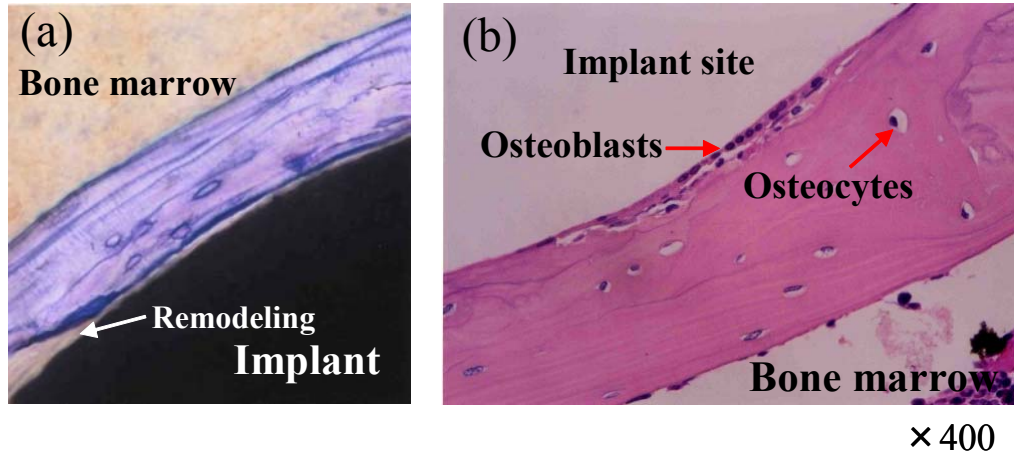 (a)
Bone marrow
Remodeling
Implant
(b)
Implant site
Osteoblasts
Osteocytes
Bone marrow
×400